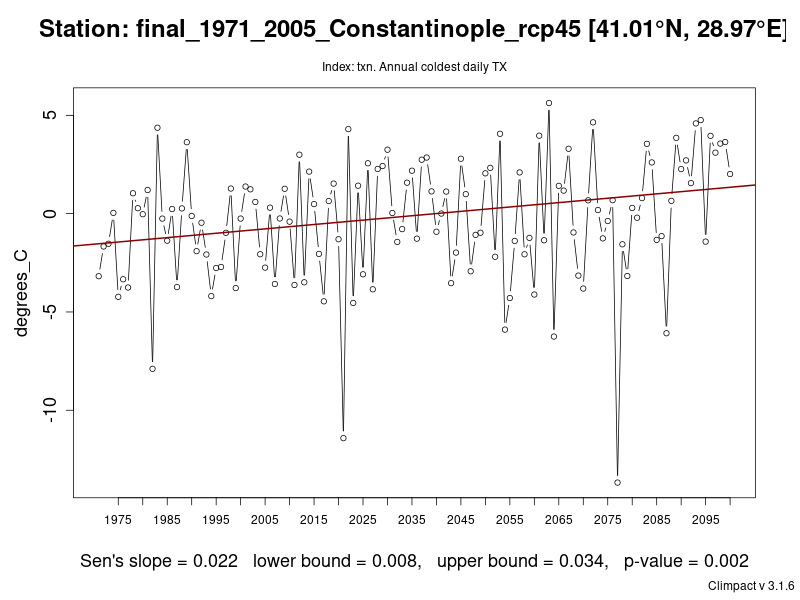 Station: final_1971_2005_Constantinople_rcp45 [41.01°N, 28.97°E]
Index: txn. Annual coldest daily TX
degrees_C
5
0
-5
-10
1975 1985 1995 2005 2015 2025 2035 2045 2055 2065 2075 2085 2095
Sen's slope = 0.022 lower bound = 0.008, upper bound = 0.034, p-value = 0.002
Climpact v 3.1.6